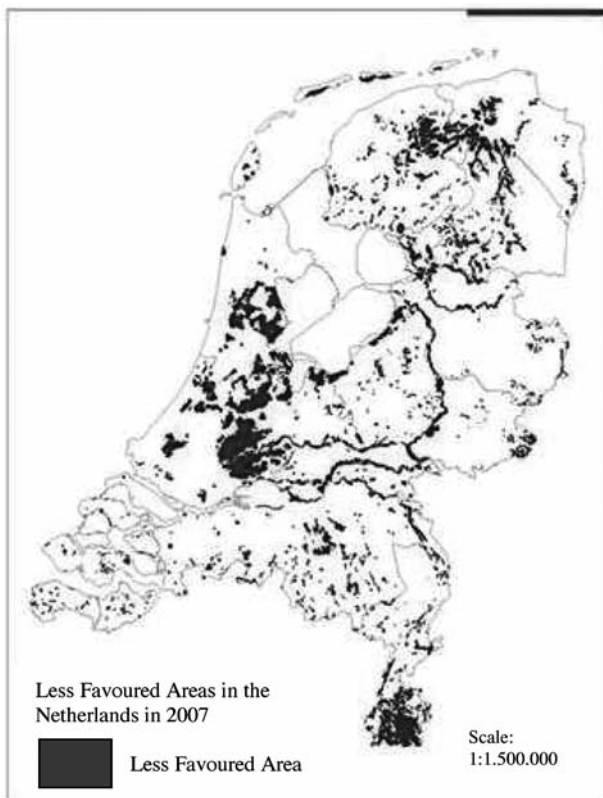 Less Favoured Areas in the
Netherlands in 2007
Less Favoured Area
Scale:
1:1.500.000